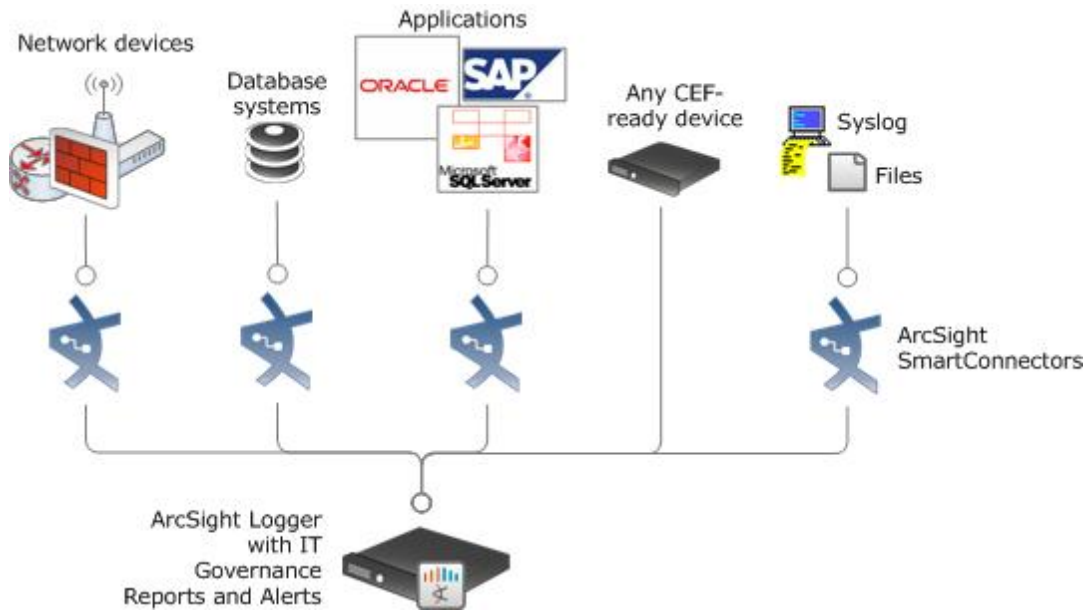 Applications
Network devices
Database
systems
ORACLE
SAP
®
Microsoft
SQL Server
Any CEF-
ready device
Syslog
Files
ArcSight
SmartConnectors
ArcSight Logger
with IT
Governance
Reports and Alerts